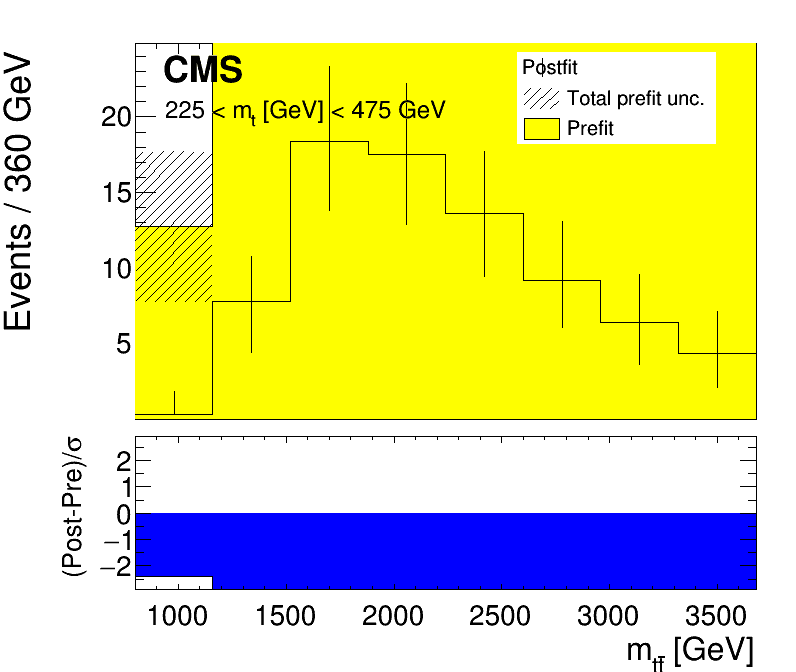 Events / 360 GeV
CMS
225 < m_t [GeV] < 475 GeV
Postfit
Total prefit unc.
Prefit
20
15
10
5
(Post-Pre)/σ
2
1
0
−1
−2
1000 1500 2000 2500 3000 3500
m_tt̄ [GeV]